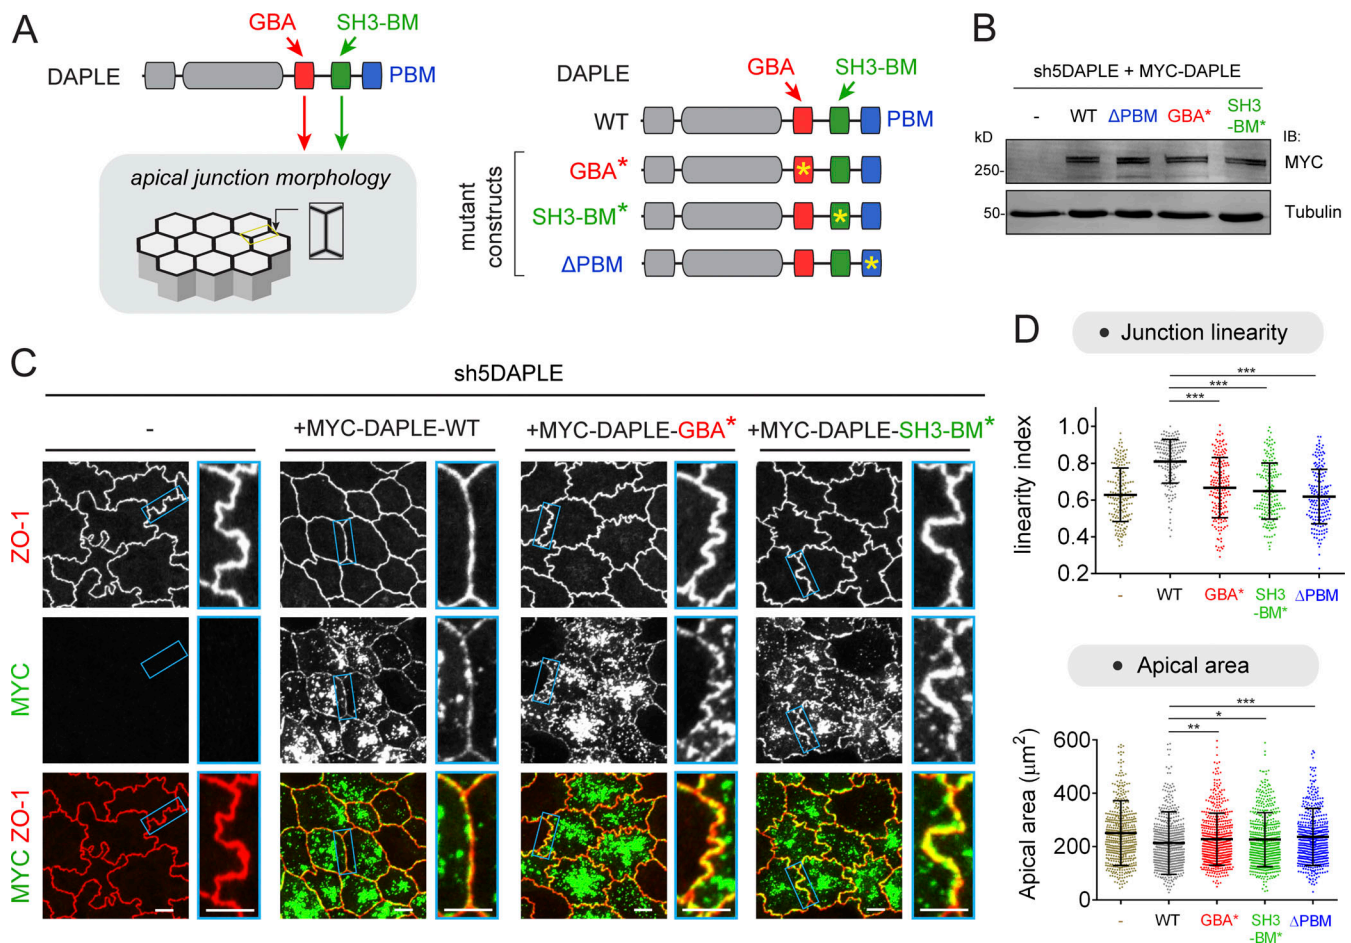 A
GBA
SH3-BM
DAPLE
PBM
apical junction morphology
DAPLE
GBA
SH3-BM
WT
PBM
mutant
constructs
GBA*
SH3-BM*
ΔPBM
B
sh5DAPLE + MYC-DAPLE
- WT ΔPBM GBA* SH3
-BM*
kD
IB:
250-
MYC
50-
Tubulin
C
sh5DAPLE
- +MYC-DAPLE-WT +MYC-DAPLE-GBA* +MYC-DAPLE-SH3-BM*
ZO-1
MYC
MYC ZO-1
D
• Junction linearity
***
***
***
linearity index
1.0
0.8
0.6
0.4
0.2
- WT GBA* SH3
-BM* ΔPBM
• Apical area
***
*
**
Apical area (μm2)
600
400
200
0
- WT GBA* SH3
-BM* ΔPBM